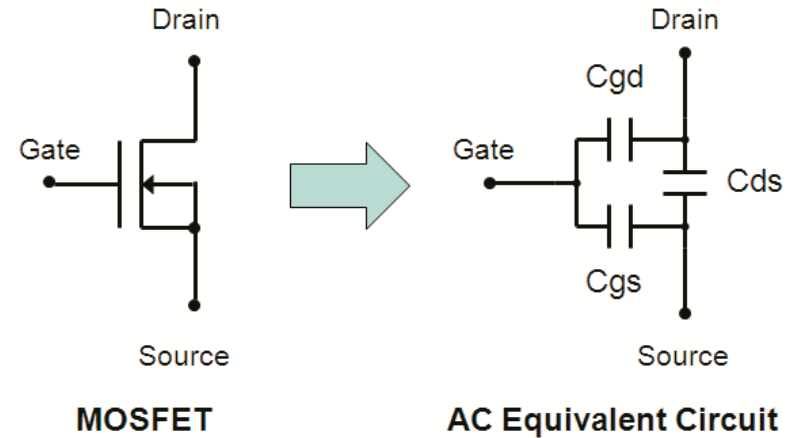 Drain
Gate
Source
MOSFET
Drain
Cgd
Gate
Cds
Cgs
Source
AC Equivalent Circuit